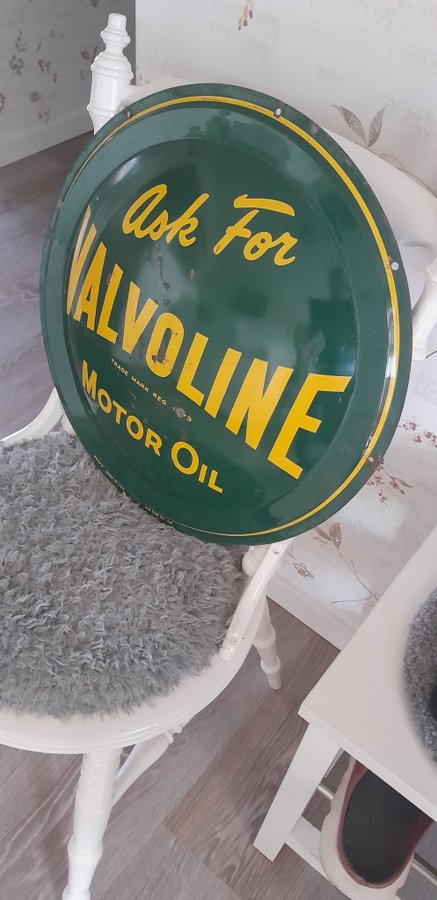 Ask For
VALVOLINE
TRADE MARK REG
MOTOR OIL